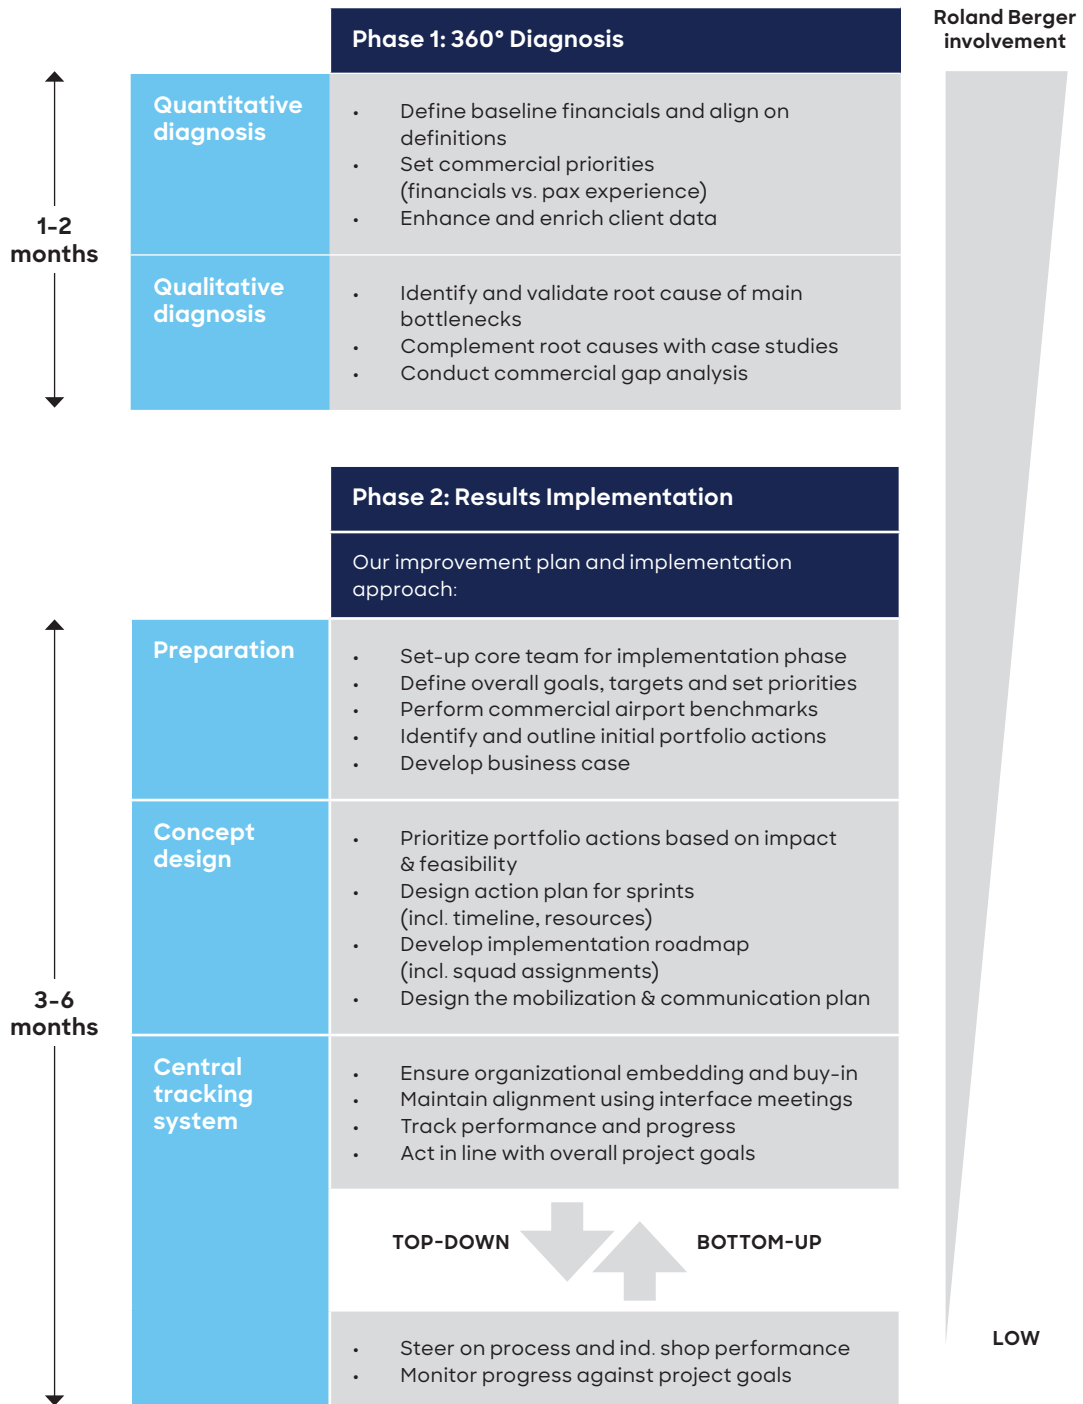 Roland Berger
involvement
Phase 1: 360° Diagnosis
1-2
months
Quantitative
diagnosis
• Define baseline financials and align on
definitions
• Set commercial priorities
(financials vs. pax experience)
• Enhance and enrich client data
Qualitative
diagnosis
• Identify and validate root cause of main
bottlenecks
• Complement root causes with case studies
• Conduct commercial gap analysis
Phase 2: Results Implementation
Our improvement plan and implementation
approach:
3-6
months
Preparation
• Set-up core team for implementation phase
• Define overall goals, targets and set priorities
• Perform commercial airport benchmarks
• Identify and outline initial portfolio actions
• Develop business case
Concept
design
• Prioritize portfolio actions based on impact
& feasibility
• Design action plan for sprints
(incl. timeline, resources)
• Develop implementation roadmap
(incl. squad assignments)
• Design the mobilization & communication plan
Central
tracking
system
• Ensure organizational embedding and buy-in
• Maintain alignment using interface meetings
• Track performance and progress
• Act in line with overall project goals
TOP-DOWN
BOTTOM-UP
• Steer on process and ind. shop performance
• Monitor progress against project goals
LOW